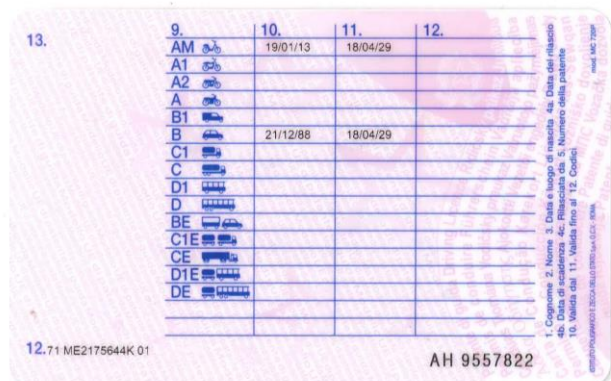 13.
9. 10. 11. 12.
AM 19/01/13 18/04/29
A1
A2
A
B1
B 21/12/88 18/04/29
C1
C
D1
D
BE
C1E
CE
D1E
DE
12.71 ME2175644K 01
AH 9557822
1. Cognome 2. Nome 3. Data e luogo di nascita 4a. Data del rilascio
4b. Data di scadenza 4c. Rilasciata da 5. Numero della patente
10. Valida dal 11. Valida fino al 12. Codici
mod. MC 720P